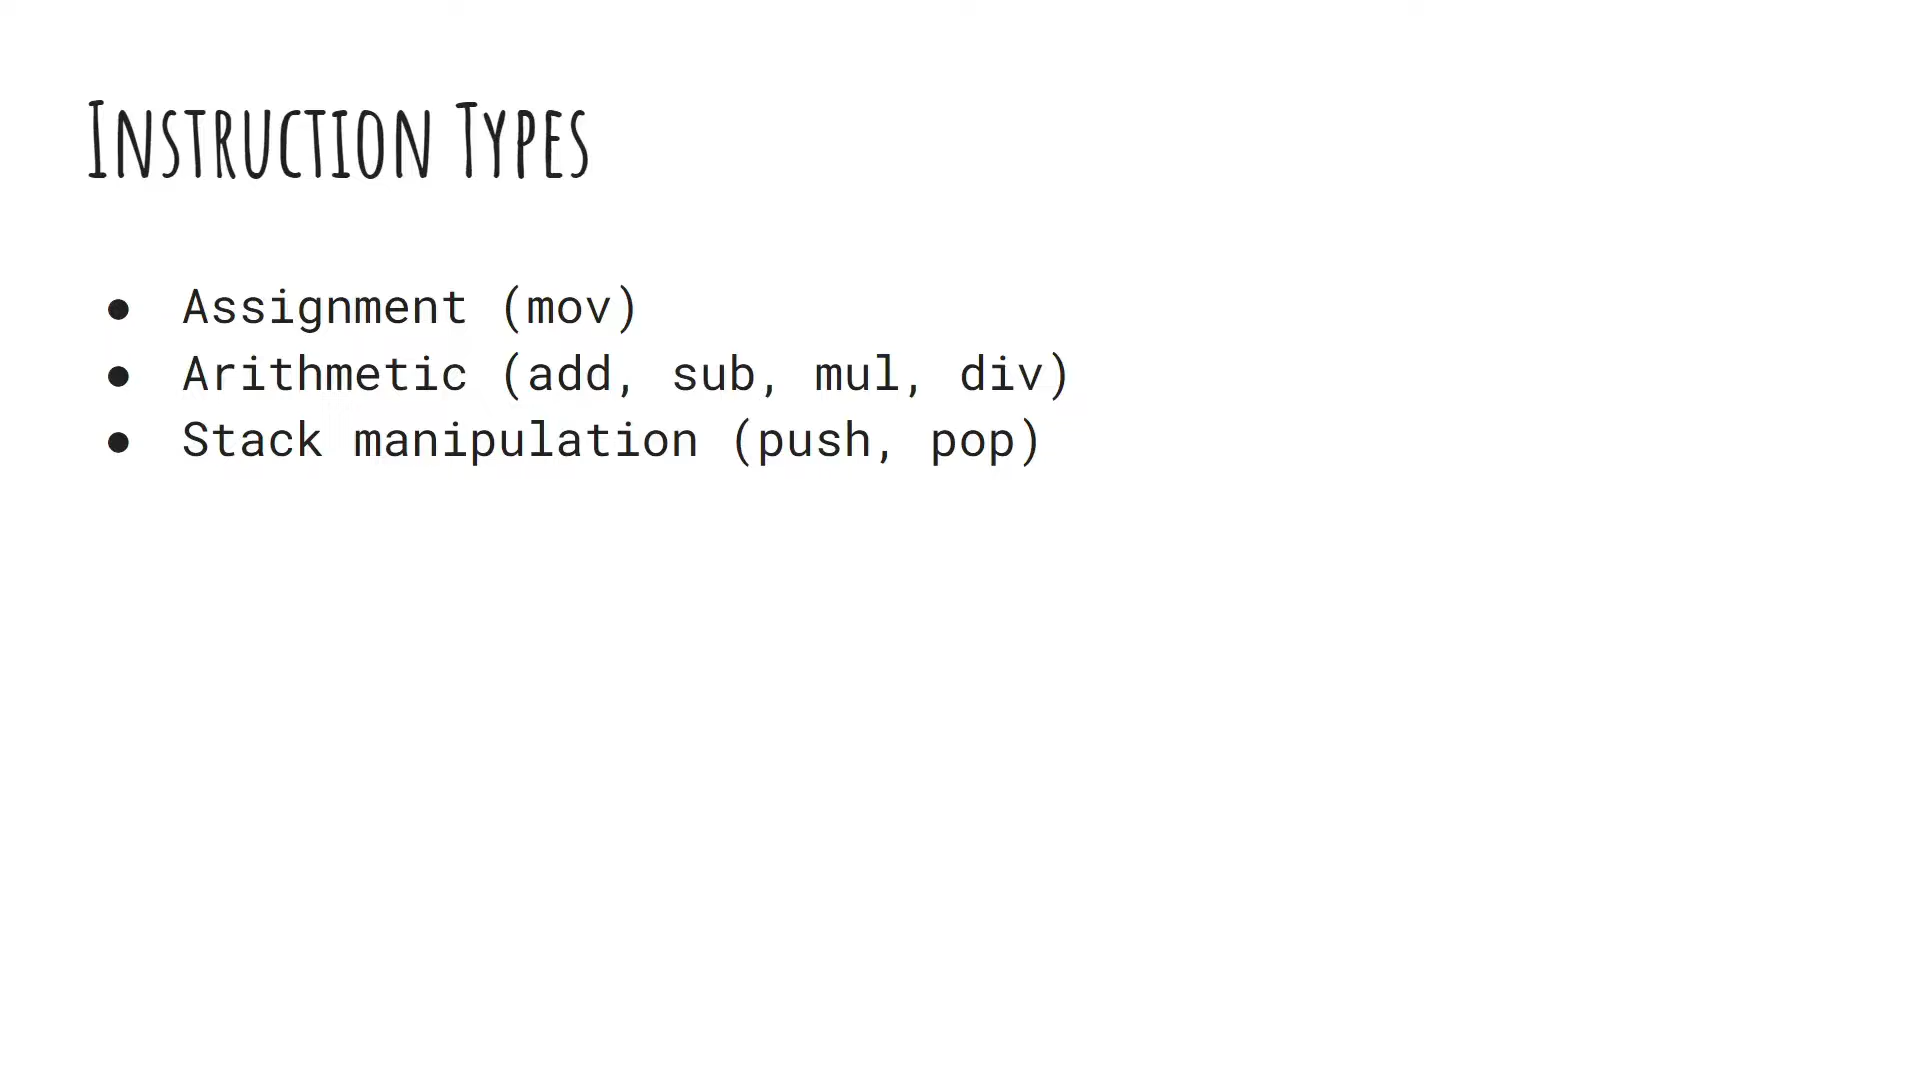 Instruction Types
● Assignment (mov)
● Arithmetic (add, sub, mul, div)
● Stack manipulation (push, pop)